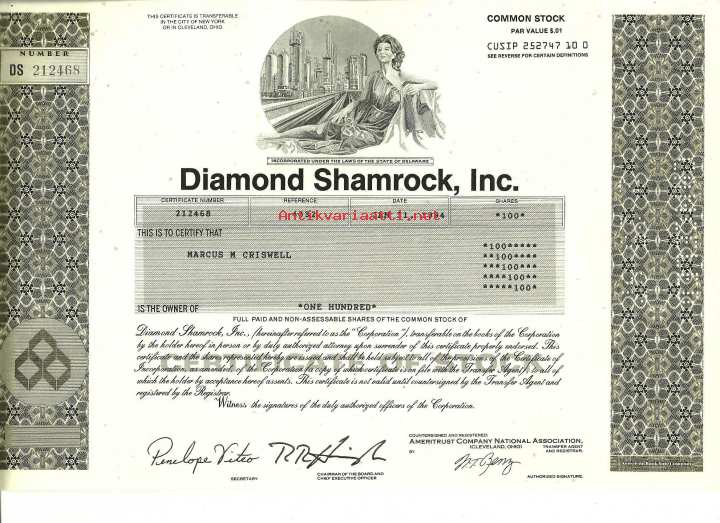 THIS CERTIFICATE IS TRANSFERABLE
IN THE CITY OF NEW YORK
OR IN CLEVELAND, OHIO
COMMON STOCK
PAR VALUE $.01
CUSIP 252747 10 0
SEE REVERSE FOR CERTAIN DEFINITIONS
NUMBER
DS 212468
INCORPORATED UNDER THE LAWS OF THE STATE OF DELAWARE
Diamond Shamrock, Inc.
CERTIFICATE NUMBER REFERENCE DATE SHARES
212468 JAN 31, *100*
Antikvariaatti.net
THIS IS TO CERTIFY THAT
MARCUS M CRISWELL
*100*****
**100****
***100***
****100**
*****100*
IS THE OWNER OF *ONE HUNDRED*
FULL PAID AND NON-ASSESSABLE SHARES OF THE COMMON STOCK OF
Diamond Shamrock, Inc., (hereinafter referred to as the "Corporation"), transferable on the books of the Corporation
by the holder hereof in person or by duly authorized attorney upon surrender of this certificate properly endorsed. This
certificate and the shares represented hereby are issued and shall be held subject to all of the provisions of the Certificate of
Incorporation, as amended, of the Corporation (a copy of which certificate is on file with the Transfer Agent), to all of
which the holder by acceptance hereof assents. This certificate is not valid until countersigned by the Transfer Agent and
registered by the Registrar.
Witness the signatures of the duly authorized officers of the Corporation.
COUNTERSIGNED AND REGISTERED:
AMERITRUST COMPANY NATIONAL ASSOCIATION,
(CLEVELAND, OHIO) TRANSFER AGENT
BY AND REGISTRAR,
Penelope Viteo
SECRETARY
CHAIRMAN OF THE BOARD AND
CHIEF EXECUTIVE OFFICER
AUTHORIZED SIGNATURE
American Bank Note Company